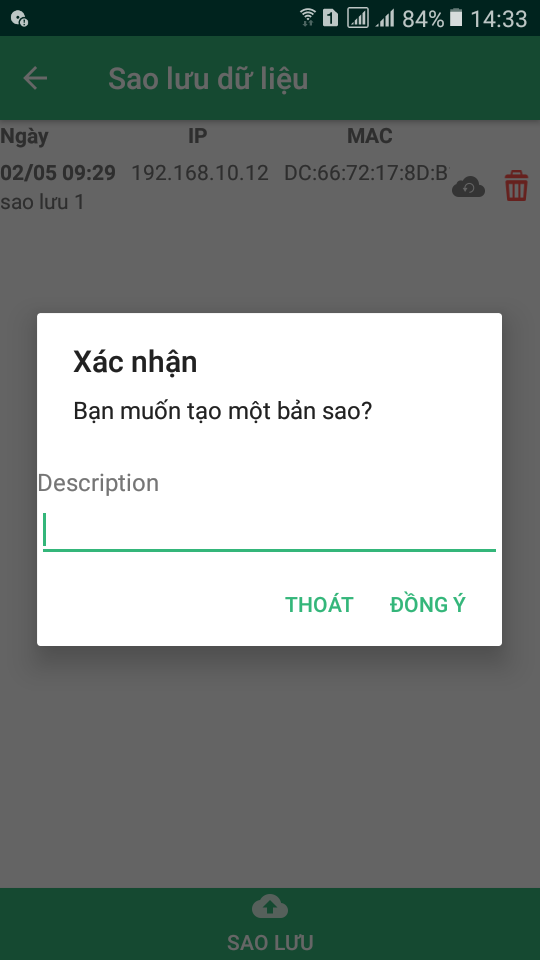 1 84% 14:33
Sao lưu dữ liệu
Ngày IP MAC
02/05 09:29 192.168.10.12 DC:66:72:17:8D:B
sao lưu 1
Xác nhận
Bạn muốn tạo một bản sao?
Description
THOÁT ĐỒNG Ý
SAO LƯU